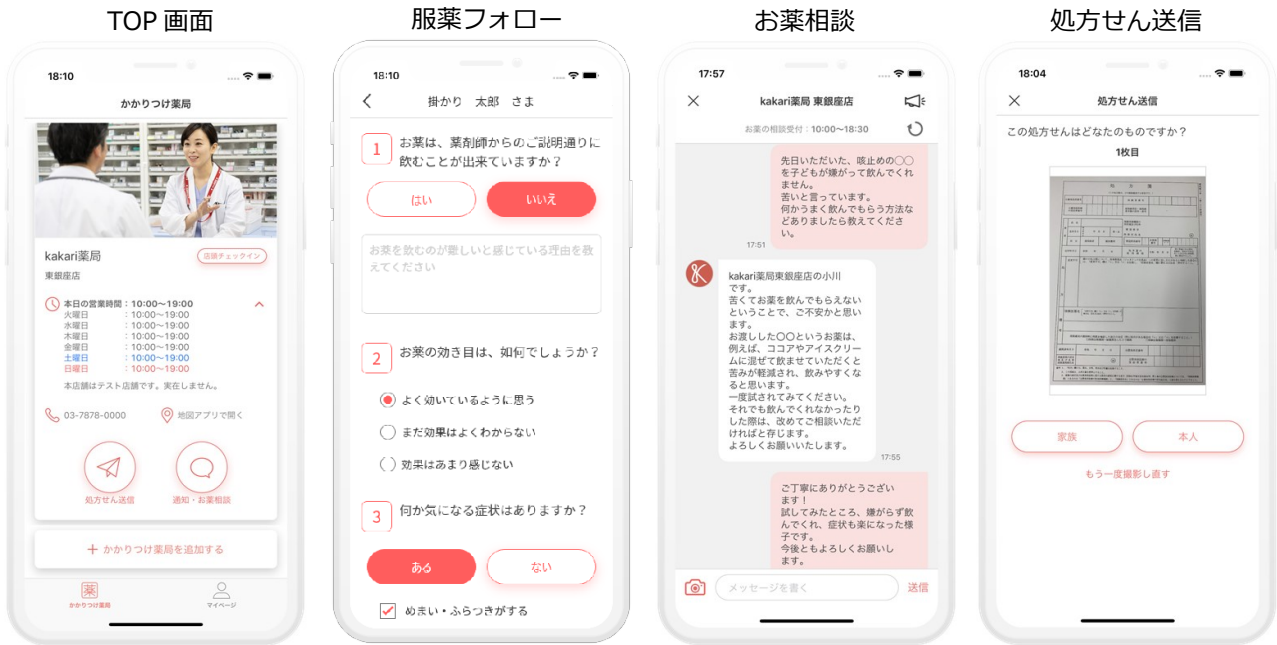 TOP 画面
服薬フォロー
お薬相談
処方せん送信
18:10
かかりつけ薬局
kakari薬局
店頭チェックイン
東銀座店
本日の営業時間：10:00〜19:00
火曜日　：10:00〜19:00
水曜日　：10:00〜19:00
木曜日　：10:00〜19:00
金曜日　：10:00〜19:00
土曜日　：10:00〜19:00
日曜日　：10:00〜19:00
本店舗はテスト店舗です。実在しません。
03-7878-0000
地図アプリで開く
処方せん送信
通知・お薬相談
＋ かかりつけ薬局を追加する
薬
かかりつけ薬局
マイページ
18:10
掛かり　太郎　さま
1
お薬は、薬剤師からのご説明通りに
飲むことが出来ていますか？
はい
いいえ
お薬を飲むのが難しいと感じている理由を教
えてください
2
お薬の効き目は、如何でしょうか？
よく効いているように思う
まだ効果はよくわからない
効果はあまり感じない
3
何か気になる症状はありますか？
ある
ない
めまい・ふらつきがする
17:57
kakari薬局 東銀座店
お薬の相談受付：10:00〜18:30
先日いただいた、咳止めの〇〇
を子どもが嫌がって飲んでくれ
ません。
苦いと言っています。
何かうまく飲んでもらう方法な
どありましたら教えてくださ
い。
17:51
kakari薬局東銀座店の小川
です。
苦くてお薬を飲んでもらえない
ということで、ご不安かと思い
ます。
お渡しした〇〇というお薬は、
例えば、ココアやアイスクリー
ムに混ぜて飲ませていただくと
苦みが軽減され、飲みやすくな
ると思います。
一度試されてみてください。
それでも飲んでくれなかったり
した際は、改めてご相談いただ
ければと存じます。
よろしくお願いいたします。
17:55
ご丁寧にありがとうござい
ます！
試してみたところ、嫌がらず飲
んでくれ、症状も楽になった様
子です。
今後ともよろしくお願いし
ます。
メッセージを書く
送信
18:04
処方せん送信
この処方せんはどなたのものですか？
1枚目
処 方 箋
家族
本人
もう一度撮影し直す